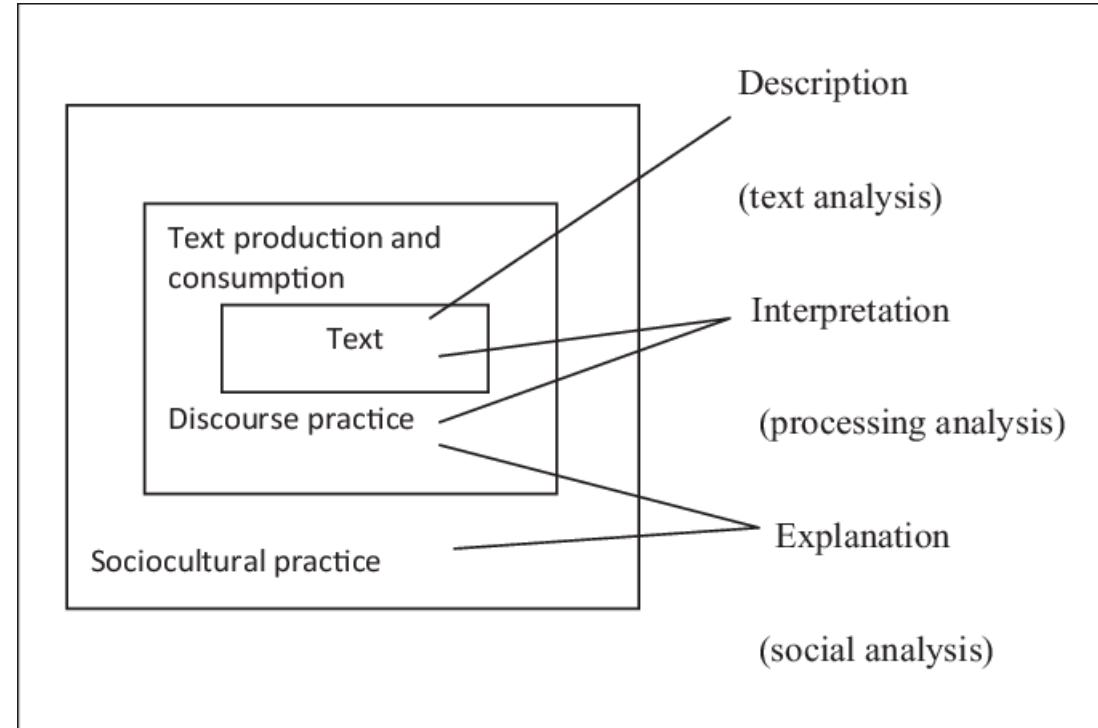 Description
(text analysis)
Text production and
consumption
Text
Interpretation
Discourse practice
(processing analysis)
Explanation
Sociocultural practice
(social analysis)